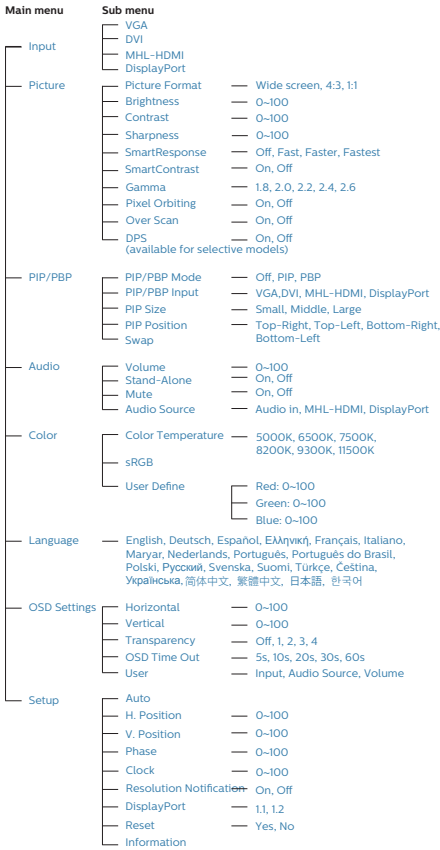 Main menu Sub menu
VGA
DVI
Input
MHL-HDMI
DisplayPort
Picture Picture Format Wide screen, 4:3, 1:1
Brightness 0~100
Contrast 0~100
Sharpness 0~100
SmartResponse Off, Fast, Faster, Fastest
SmartContrast On, Off
Gamma 1.8, 2.0, 2.2, 2.4, 2.6
Pixel Orbiting On, Off
Over Scan On, Off
DPS On, Off
(available for selective models)
PIP/PBP PIP/PBP Mode Off, PIP, PBP
PIP/PBP Input VGA,DVI, MHL-HDMI, DisplayPort
PIP Size Small, Middle, Large
PIP Position Top-Right, Top-Left, Bottom-Right,
Bottom-Left
Swap
Audio Volume 0~100
Stand-Alone On, Off
Mute On, Off
Audio Source Audio in, MHL-HDMI, DisplayPort
Color Color Temperature 5000K, 6500K, 7500K,
8200K, 9300K, 11500K
sRGB
User Define Red: 0~100
Green: 0~100
Blue: 0~100
Language English, Deutsch, Español, Ελληνική, Français, Italiano,
Maryar, Nederlands, Português, Português do Brasil,
Polski, Русский, Svenska, Suomi, Türkçe, Čeština,
Українська, 简体中文, 繁體中文, 日本語, 한국어
OSD Settings Horizontal 0~100
Vertical 0~100
Transparency Off, 1, 2, 3, 4
OSD Time Out 5s, 10s, 20s, 30s, 60s
User Input, Audio Source, Volume
Setup Auto
H. Position 0~100
V. Position 0~100
Phase 0~100
Clock 0~100
Resolution Notification On, Off
DisplayPort 1.1, 1.2
Reset Yes, No
Information